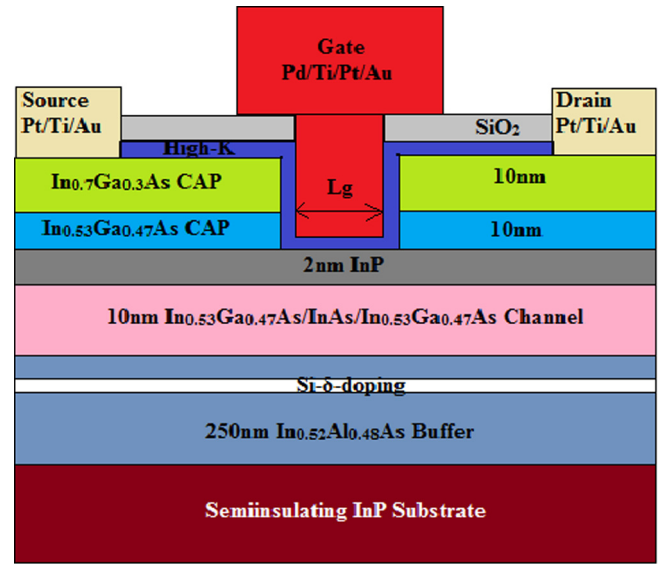 Gate
Pd/Ti/Pt/Au
Source
Pt/Ti/Au
Drain
Pt/Ti/Au
SiO₂
High-K
Lg
In₀.₇Ga₀.₃As CAP
10nm
In₀.₅₃Ga₀.₄₇As CAP
10nm
2nm InP
10nm In₀.₅₃Ga₀.₄₇As/InAs/In₀.₅₃Ga₀.₄₇As Channel
Si-δ-doping
250nm In₀.₅₂Al₀.₄₈As Buffer
Semiinsulating InP Substrate